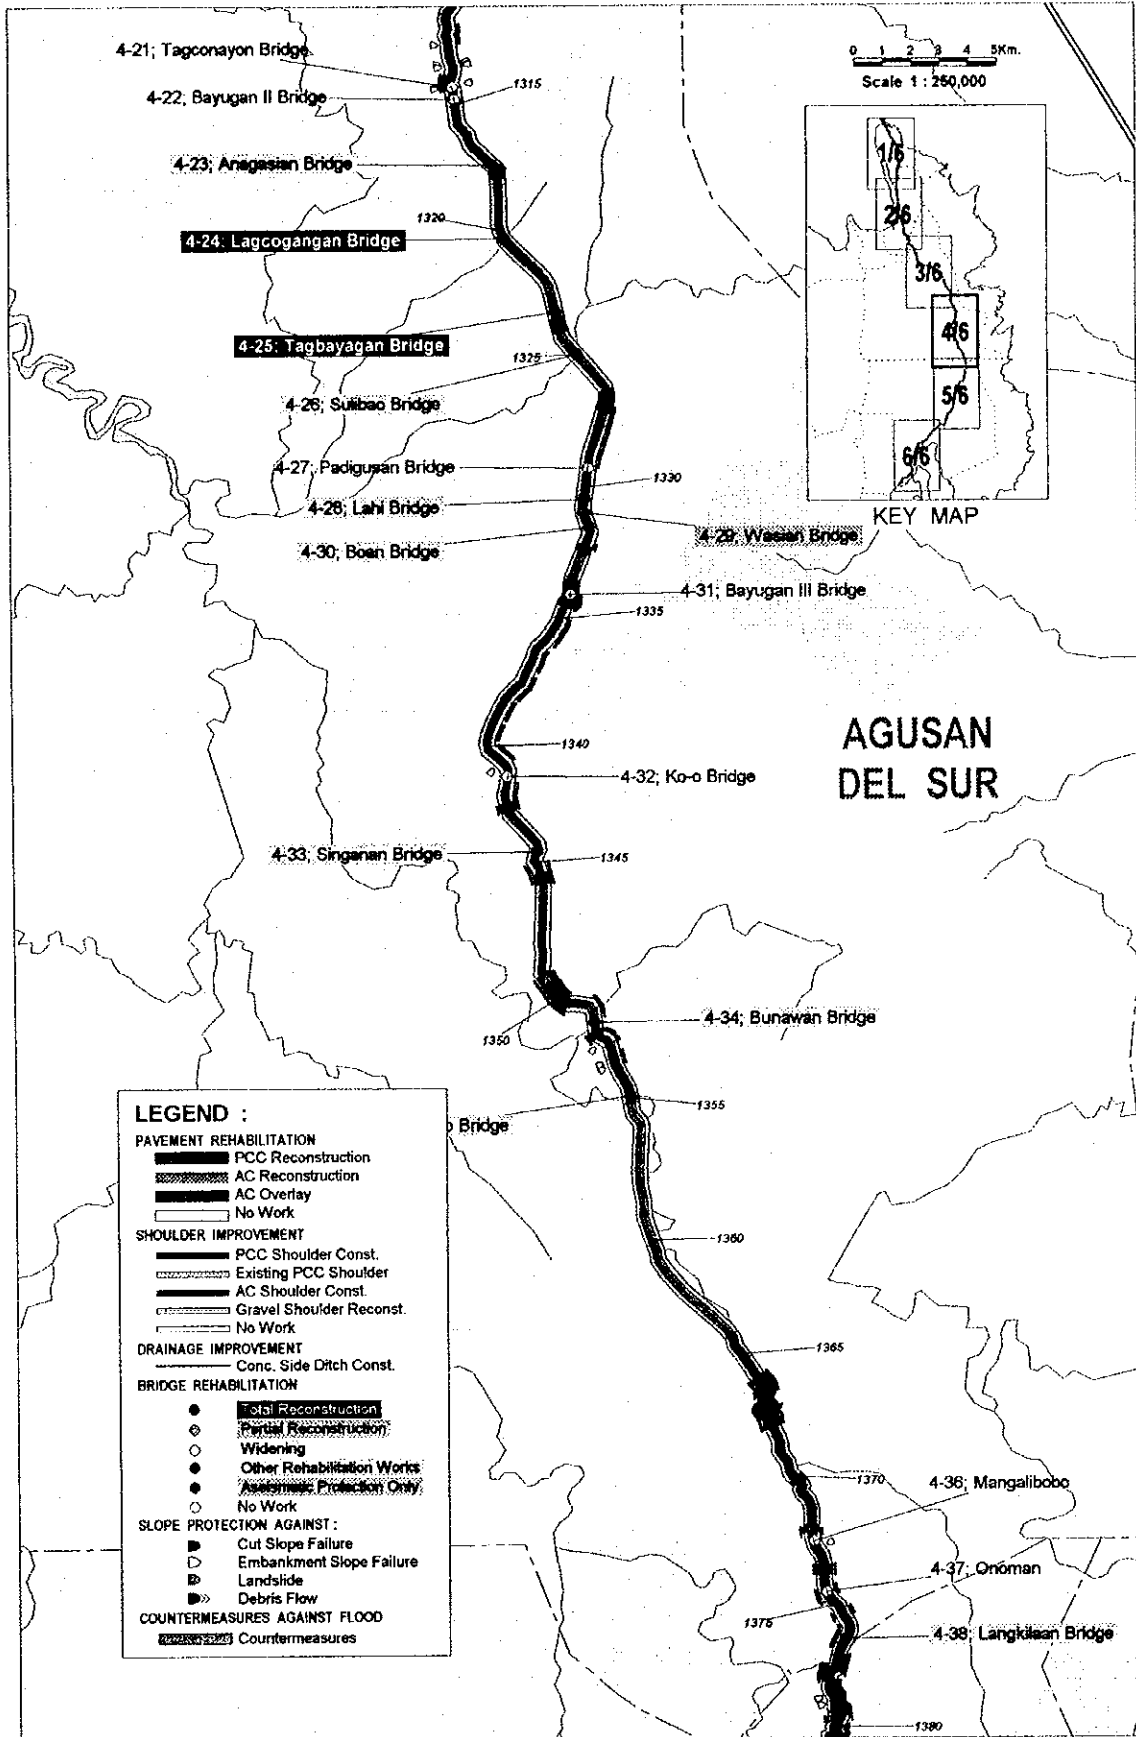 4-21; Tagconayon Bridge
0 1 2 3 4 5Km.
Scale 1 : 250,000
1315
4-22; Bayugan II Bridge
1/6
4-23; Anagasian Bridge
1320
2/6
4-24: Lagcogangan Bridge
3/6
4/6
4-25: Tagbayagan Bridge
1325
5/6
4-26; Sulibao Bridge
6/6
4-27; Padigusan Bridge
1330
4-28; Lahi Bridge
KEY MAP
4-29; Wasian Bridge
4-30; Boan Bridge
4-31; Bayugan III Bridge
1335
AGUSAN
DEL SUR
1340
4-32; Ko-o Bridge
4-33; Singanan Bridge
1345
4-34; Bunawan Bridge
1350
1355
o Bridge
LEGEND :
PAVEMENT REHABILITATION
PCC Reconstruction
AC Reconstruction
AC Overlay
No Work
SHOULDER IMPROVEMENT
PCC Shoulder Const.
Existing PCC Shoulder
AC Shoulder Const.
Gravel Shoulder Reconst.
No Work
DRAINAGE IMPROVEMENT
Conc. Side Ditch Const.
BRIDGE REHABILITATION
Total Reconstruction
Partial Reconstruction
Widening
Other Rehabilitation Works
Aseismatic Protection Only
No Work
SLOPE PROTECTION AGAINST :
Cut Slope Failure
Embankment Slope Failure
Landslide
Debris Flow
COUNTERMEASURES AGAINST FLOOD
Countermeasures
1360
1365
1370
4-36; Mangalibobo
4-37; Onoman
1375
4-38; Langkilaan Bridge
1380